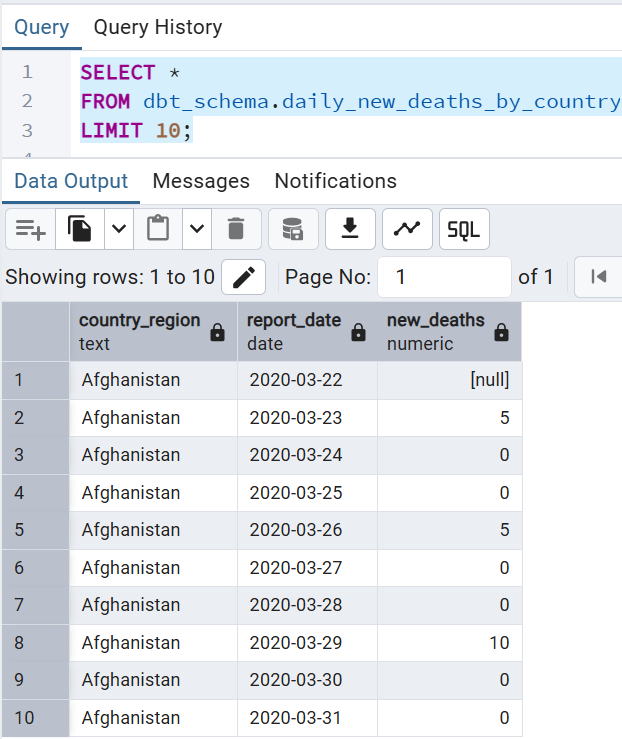 Query Query History
1 SELECT *
2 FROM dbt_schema.daily_new_deaths_by_country
3 LIMIT 10;
Data Output Messages Notifications
SQL
Showing rows: 1 to 10 Page No: 1 of 1
country_region report_date new_deaths
text date numeric
1 Afghanistan 2020-03-22 [null]
2 Afghanistan 2020-03-23 5
3 Afghanistan 2020-03-24 0
4 Afghanistan 2020-03-25 0
5 Afghanistan 2020-03-26 5
6 Afghanistan 2020-03-27 0
7 Afghanistan 2020-03-28 0
8 Afghanistan 2020-03-29 10
9 Afghanistan 2020-03-30 0
10 Afghanistan 2020-03-31 0